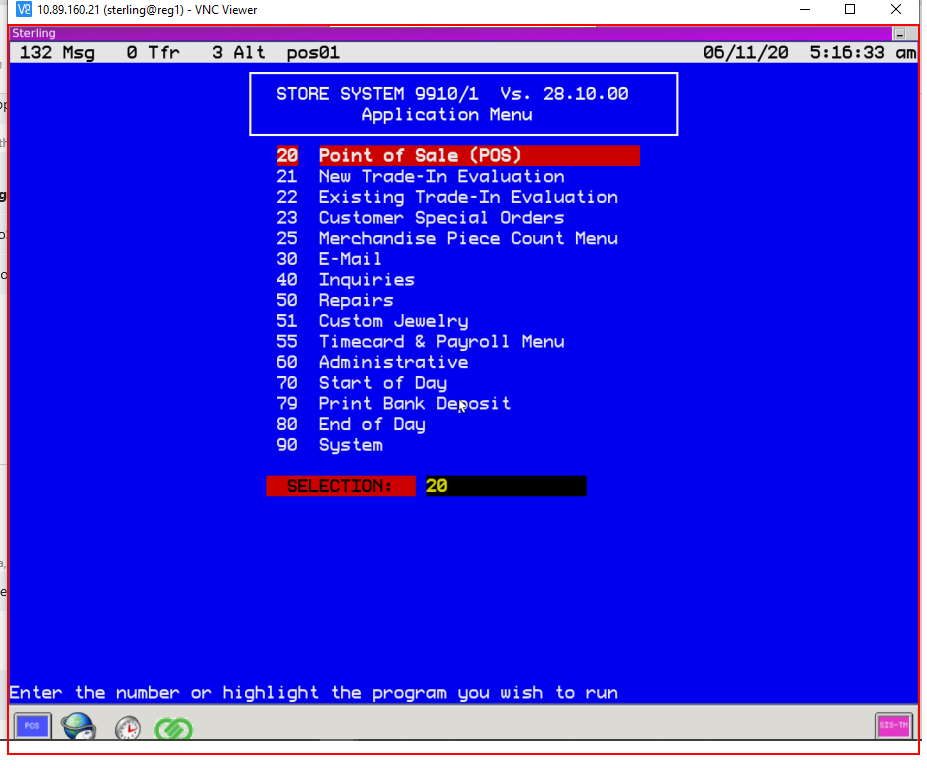 10.89.160.21 (sterling@reg1) - VNC Viewer
Sterling
132 Msg 0 Tfr 3 Alt pos01 06/11/20 5:16:33 am
STORE SYSTEM 9910/1 Vs. 28.10.00
Application Menu
20 Point of Sale (POS)
21 New Trade-In Evaluation
22 Existing Trade-In Evaluation
23 Customer Special Orders
25 Merchandise Piece Count Menu
30 E-Mail
40 Inquiries
50 Repairs
51 Custom Jewelry
55 Timecard & Payroll Menu
60 Administrative
70 Start of Day
79 Print Bank Deposit
80 End of Day
90 System
SELECTION: 20
Enter the number or highlight the program you wish to run
POS SIS-TM